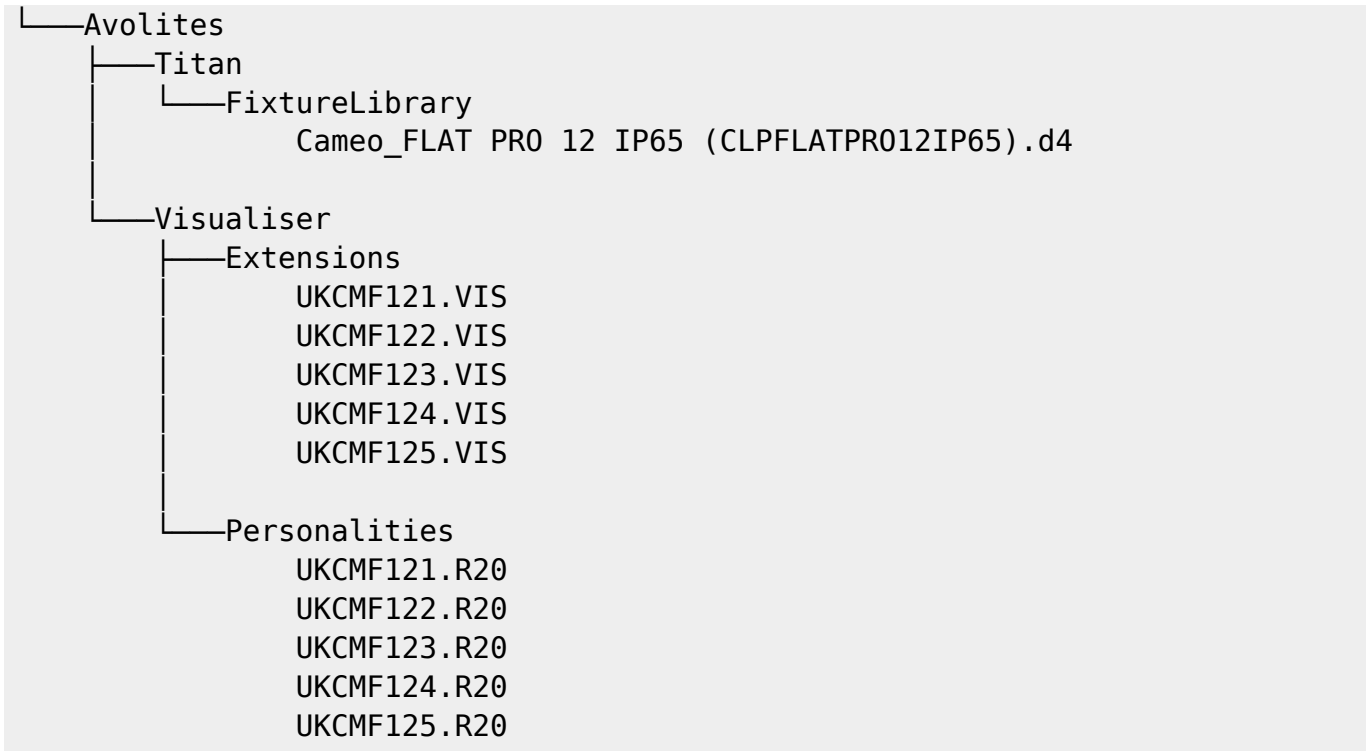 └───Avolites
    ├───Titan
    │   └───FixtureLibrary
    │           Cameo_FLAT PRO 12 IP65 (CLPFLATPRO12IP65).d4
    │
    └───Visualiser
        ├───Extensions
        │       UKCMF121.VIS
        │       UKCMF122.VIS
        │       UKCMF123.VIS
        │       UKCMF124.VIS
        │       UKCMF125.VIS
        │
        └───Personalities
                UKCMF121.R20
                UKCMF122.R20
                UKCMF123.R20
                UKCMF124.R20
                UKCMF125.R20